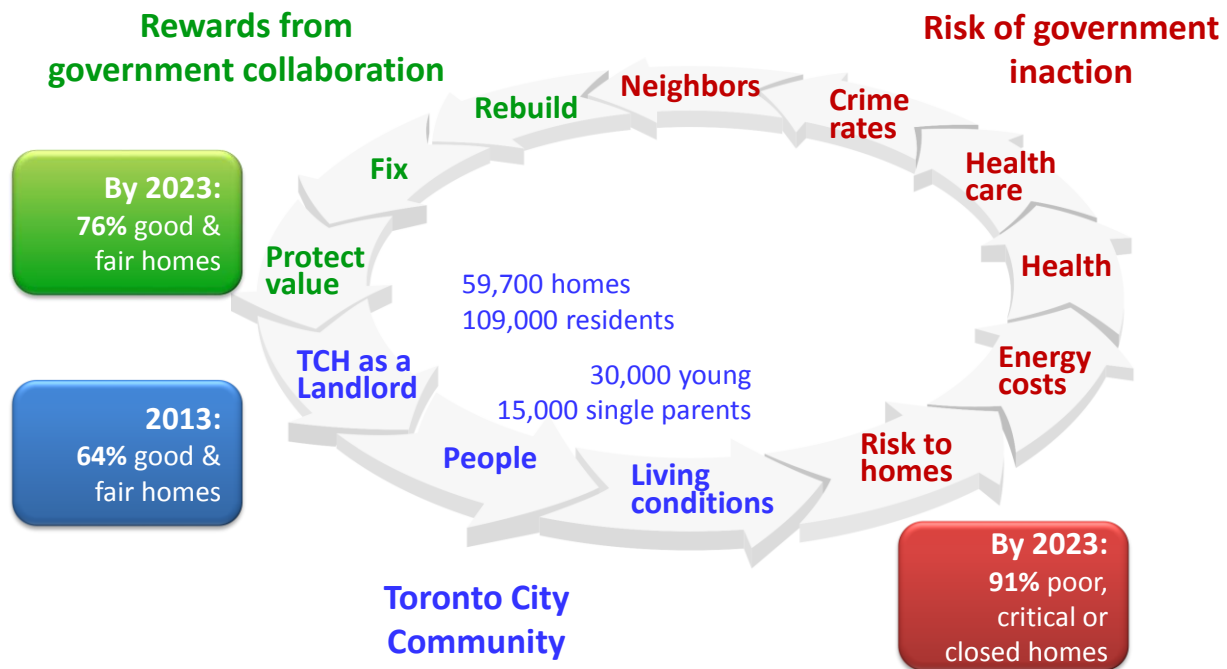 Rewards from
government collaboration
Risk of government
inaction
Neighbors
Rebuild
Crime
rates
Fix
Health
care
By 2023:
76% good &
fair homes
Protect
value
Health
59,700 homes
109,000 residents
TCH as a
Landlord
30,000 young
15,000 single parents
Energy
costs
2013:
64% good &
fair homes
People
Living
conditions
Risk to
homes
By 2023:
91% poor,
critical or
closed homes
Toronto City
Community